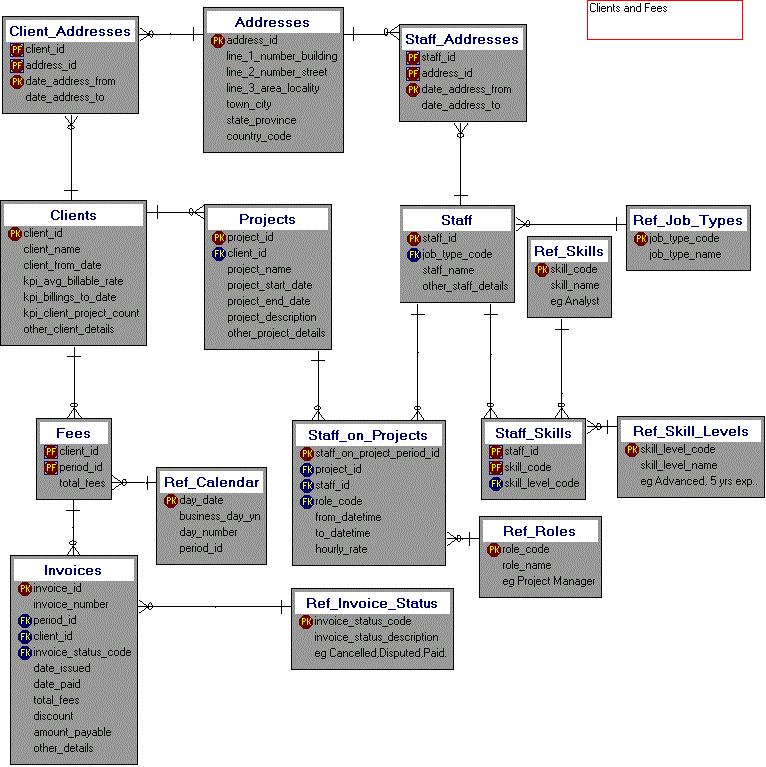 Clients and Fees
Client_Addresses
PF client_id
PF address_id
PK date_address_from
date_address_to
Addresses
PK address_id
line_1_number_building
line_2_number_street
line_3_area_locality
town_city
state_province
country_code
Staff_Addresses
PF staff_id
PF address_id
PK date_address_from
date_address_to
Clients
PK client_id
client_name
client_from_date
kpi_avg_billable_rate
kpi_billings_to_date
kpi_client_project_count
other_client_details
Projects
PK project_id
FK client_id
project_name
project_start_date
project_end_date
project_description
other_project_details
Staff
PK staff_id
FK job_type_code
staff_name
other_staff_details
Ref_Skills
PK skill_code
skill_name
eg Analyst
Ref_Job_Types
PK job_type_code
job_type_name
Fees
PF client_id
PF period_id
total_fees
Ref_Calendar
PK day_date
business_day_yn
day_number
period_id
Staff_on_Projects
PK staff_on_project_period_id
FK project_id
FK staff_id
FK role_code
from_datetime
to_datetime
hourly_rate
Staff_Skills
PF staff_id
PF skill_code
FK skill_level_code
Ref_Skill_Levels
PK skill_level_code
skill_level_name
eg Advanced, 5 yrs exp..
Ref_Roles
PK role_code
role_name
eg Project Manager
Invoices
PK invoice_id
invoice_number
FK period_id
FK client_id
FK invoice_status_code
date_issued
date_paid
total_fees
discount
amount_payable
other_details
Ref_Invoice_Status
PK invoice_status_code
invoice_status_description
eg Cancelled,Disputed,Paid.